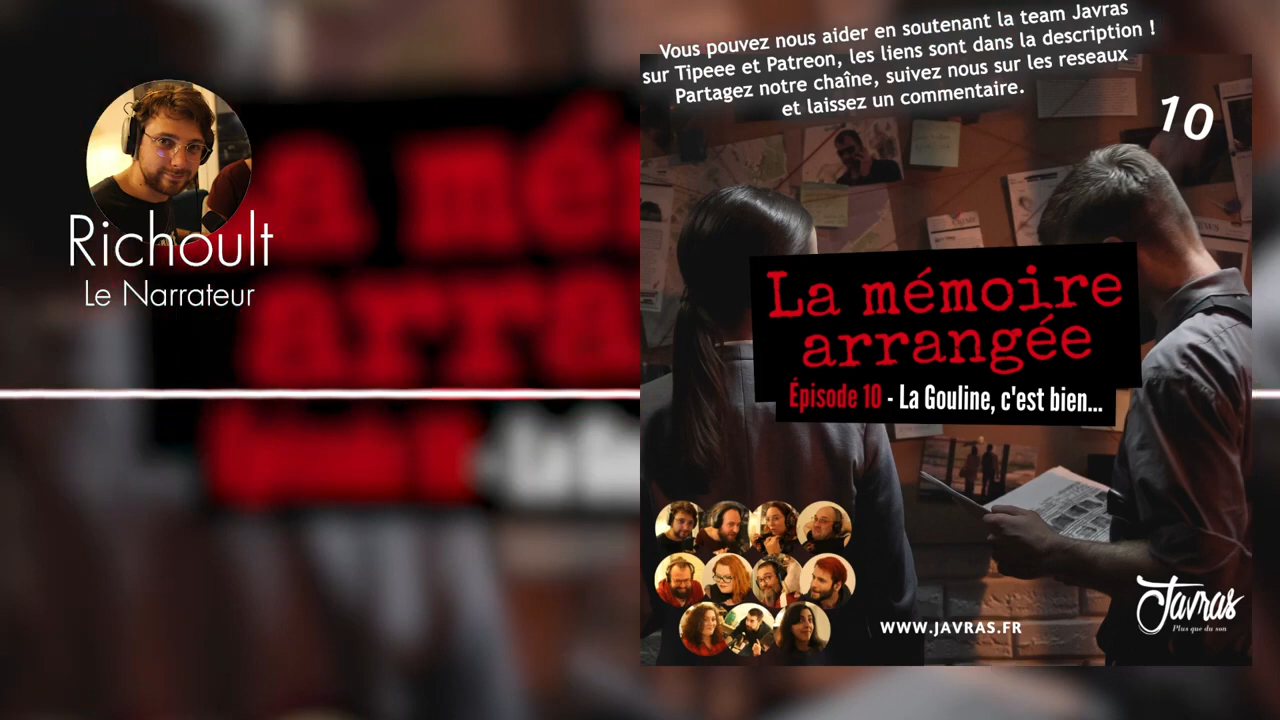 Richoult
Le Narrateur
Vous pouvez nous aider en soutenant la team Javras
sur Tipeee et Patreon, les liens sont dans la description !
Partagez notre chaîne, suivez nous sur les reseaux
et laissez un commentaire.
10
La mémoire
arrangée
Épisode 10 - La Gouline, c'est bien...
WWW.JAVRAS.FR
Javras
Plus que du son